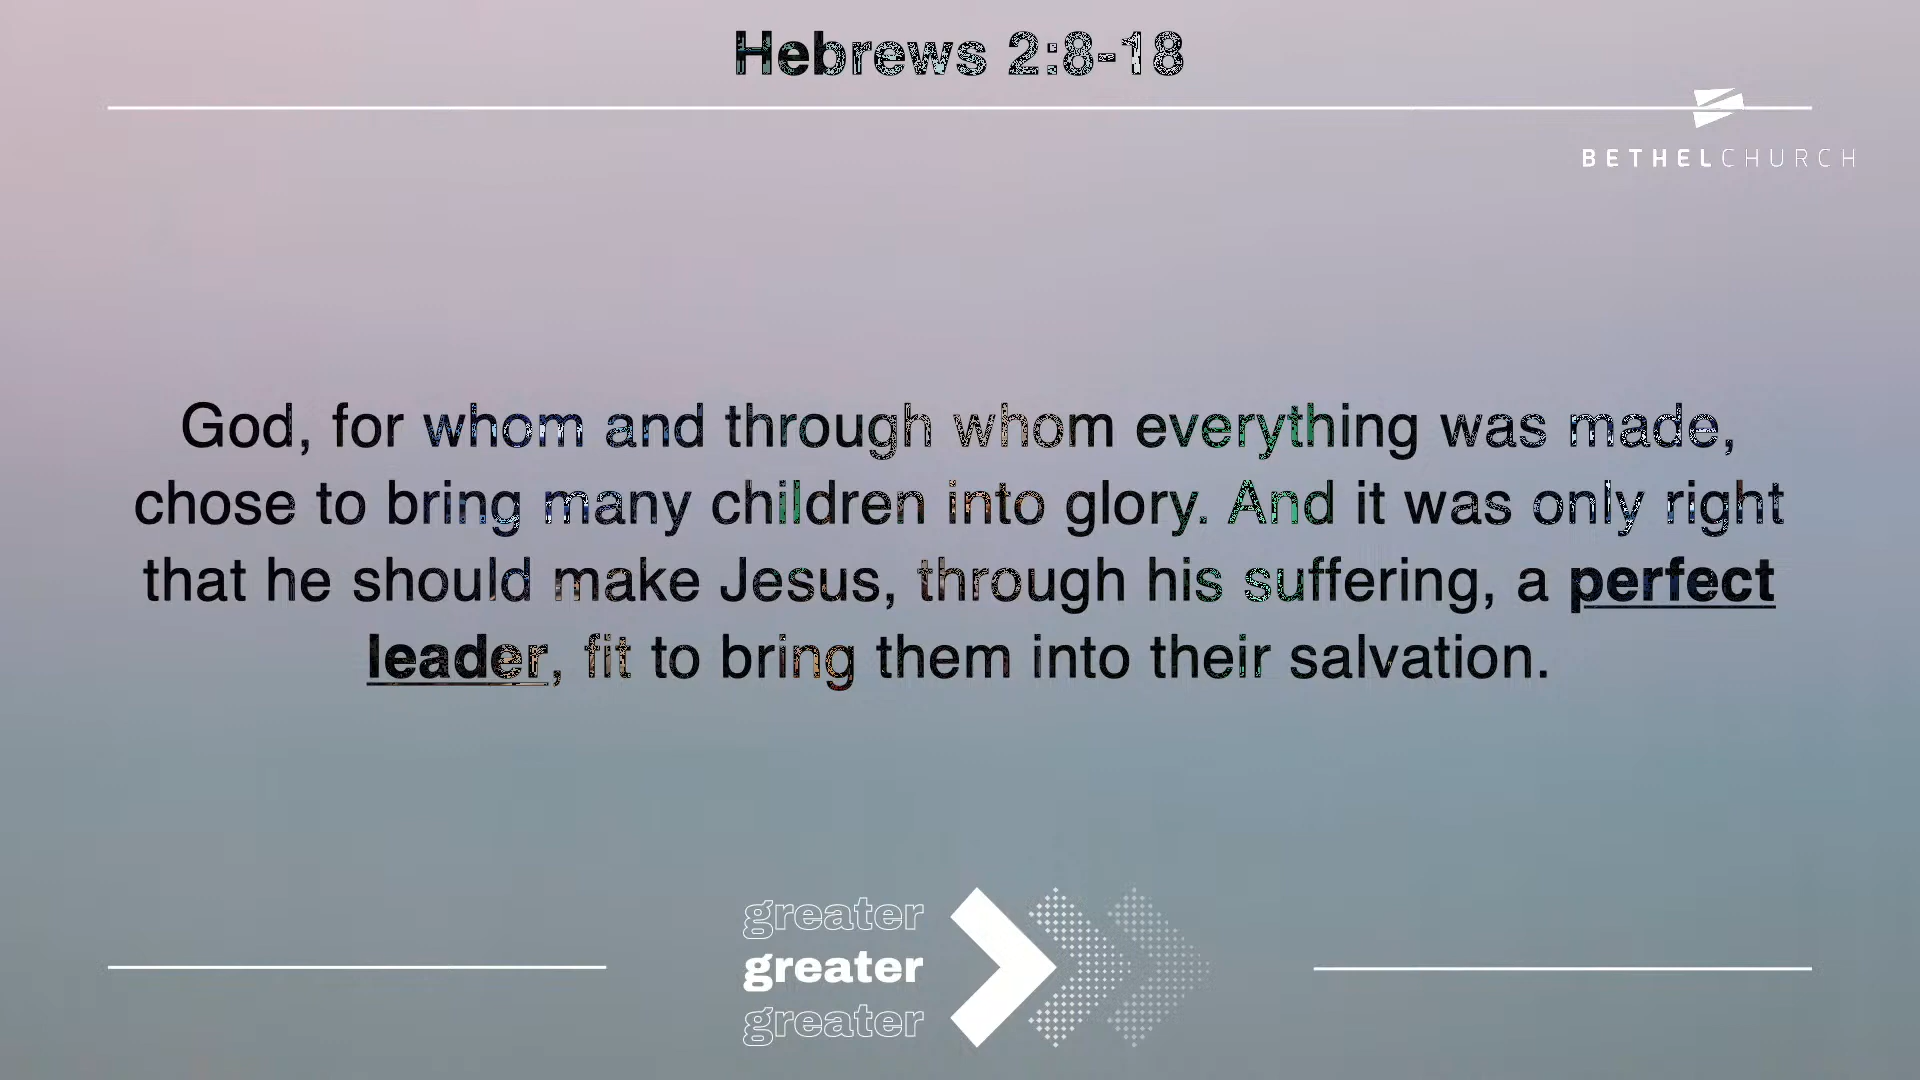 Hebrews 2:8-18
BETHELCHURCH
God, for whom and through whom everything was made,
chose to bring many children into glory. And it was only right
that he should make Jesus, through his suffering, a perfect
leader, fit to bring them into their salvation.
greater
greater
greater